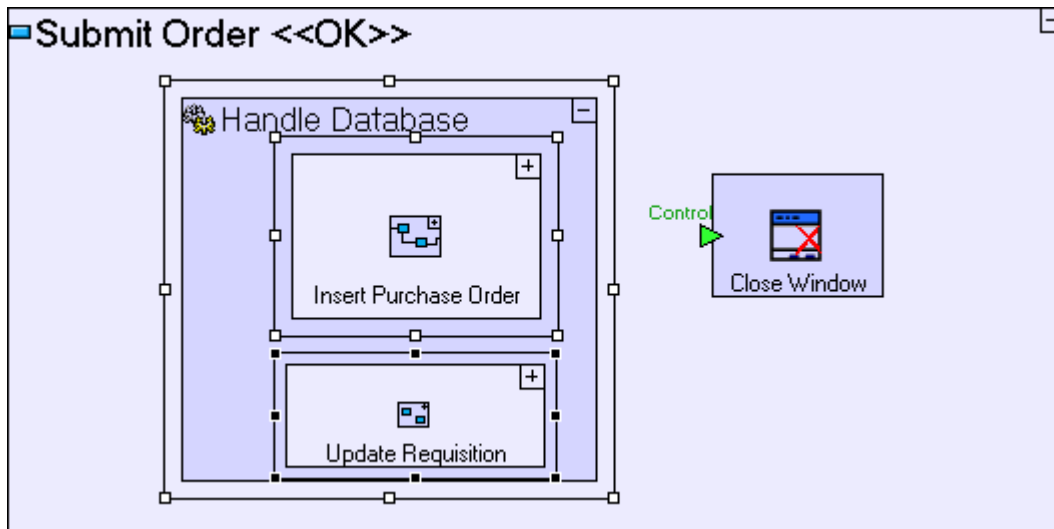 Submit Order <<OK>>
Handle Database
Insert Purchase Order
Control
Close Window
Update Requisition